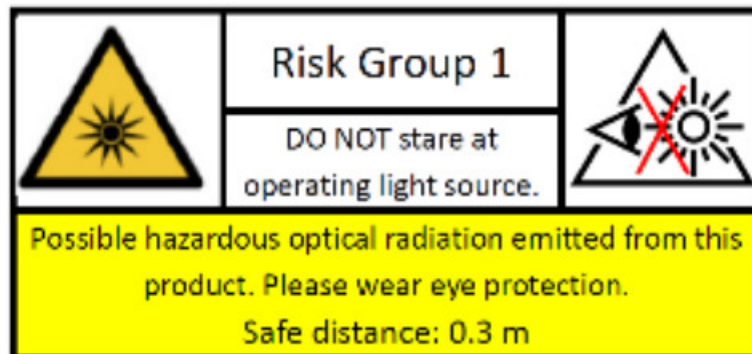 Risk Group 1
DO NOT stare at
operating light source.
Possible hazardous optical radiation emitted from this
product. Please wear eye protection.
Safe distance: 0.3 m